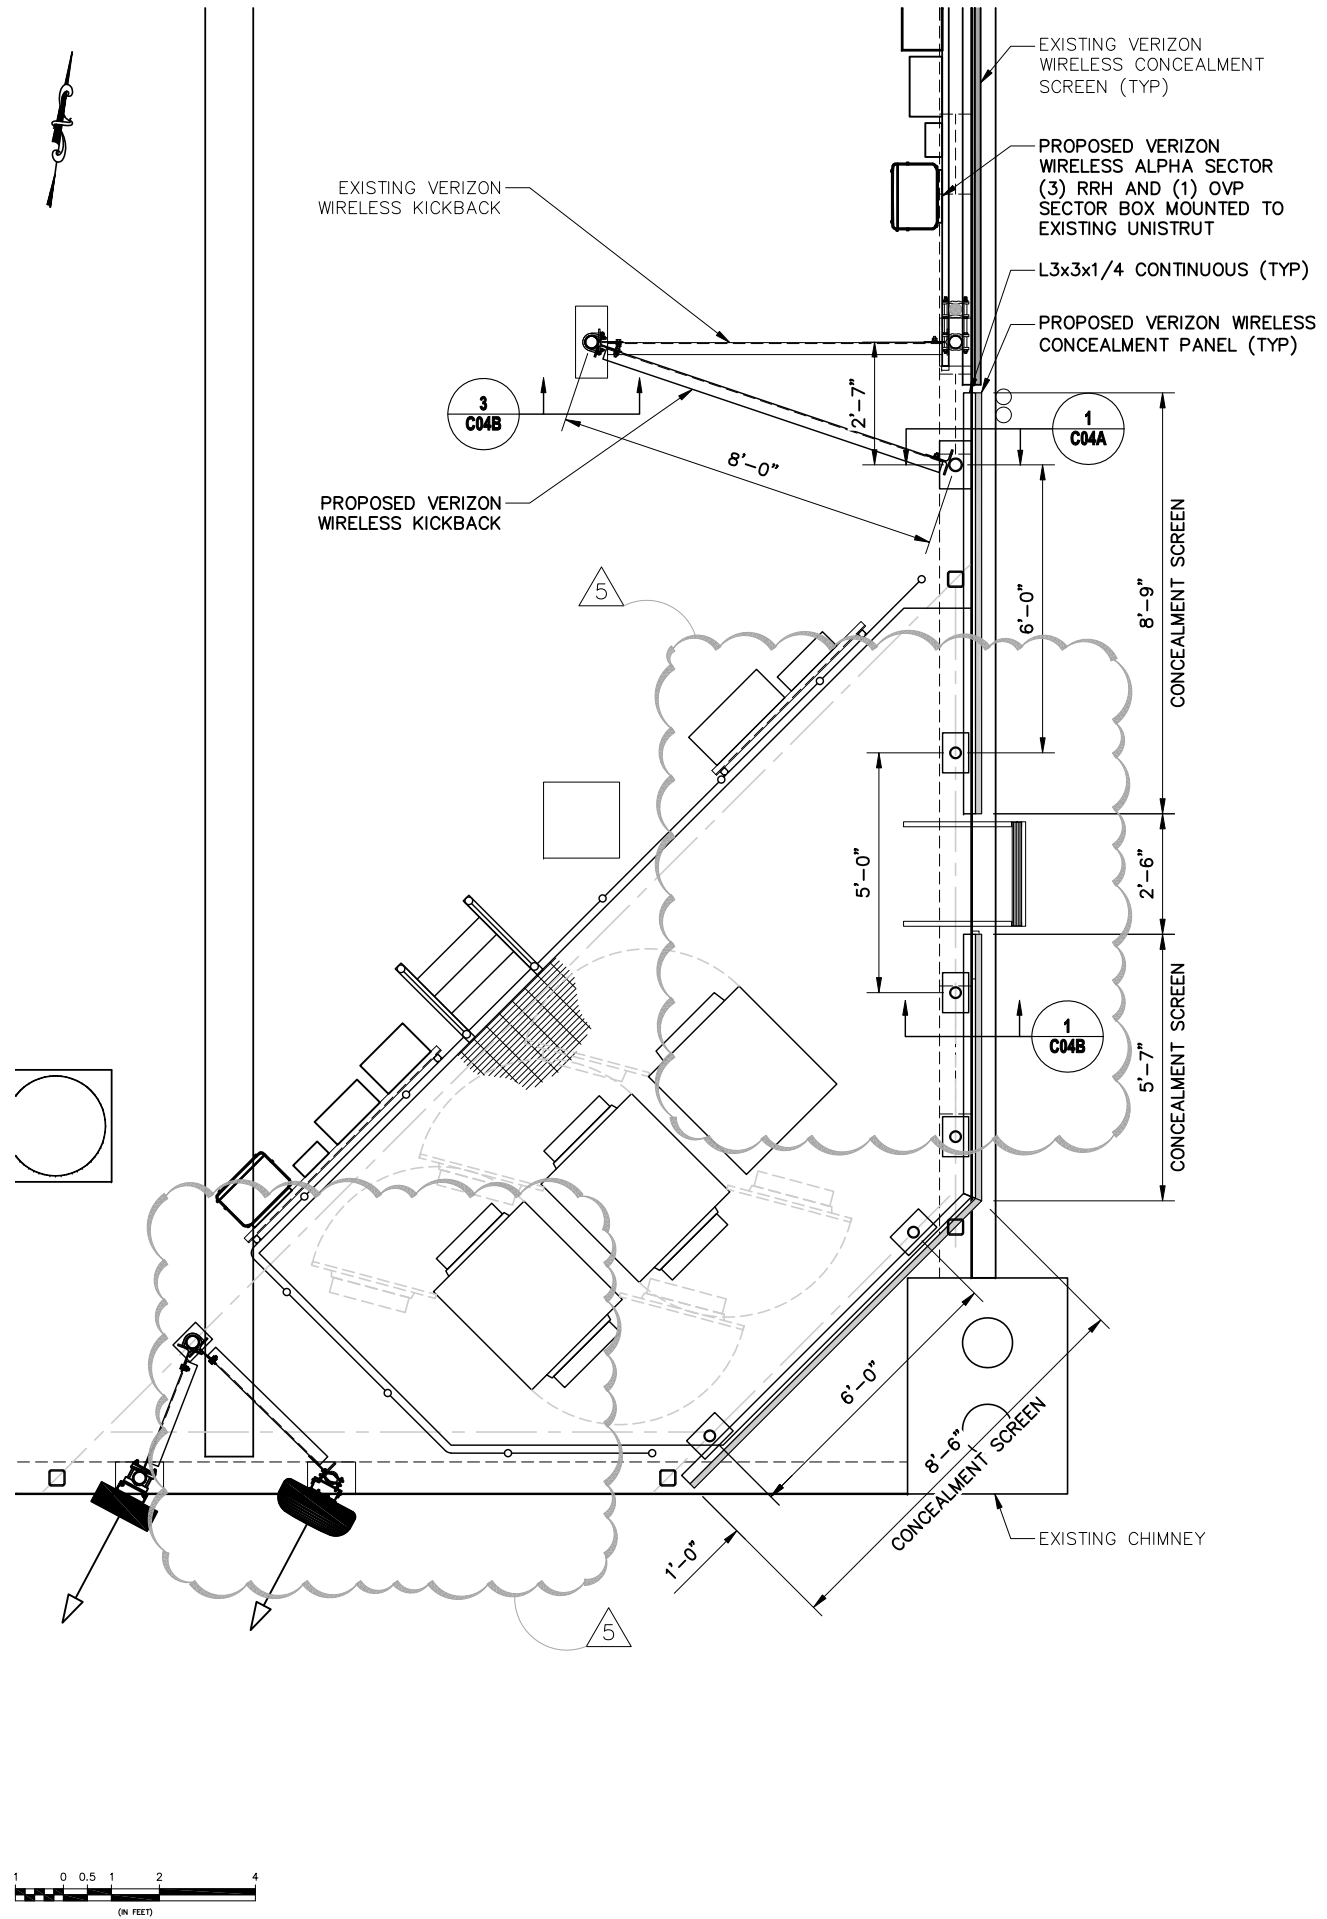 EXISTING VERIZON
WIRELESS CONCEALMENT
SCREEN (TYP)
PROPOSED VERIZON
WIRELESS ALPHA SECTOR
(3) RRH AND (1) OVP
SECTOR BOX MOUNTED TO
EXISTING UNISTRUT
EXISTING VERIZON
WIRELESS KICKBACK
L3x3x1/4 CONTINUOUS (TYP)
PROPOSED VERIZON WIRELESS
CONCEALMENT PANEL (TYP)
3
C04B
2'-7"
1
C04A
8'-0"
PROPOSED VERIZON
WIRELESS KICKBACK
5
6'-0"
8'-9"
CONCEALMENT SCREEN
5'-0"
2'-6"
1
C04B
5'-7"
CONCEALMENT SCREEN
6'-0"
8'-6"
CONCEALMENT SCREEN
1'-0"
EXISTING CHIMNEY
5
1 0 0.5 1 2 4
(IN FEET)